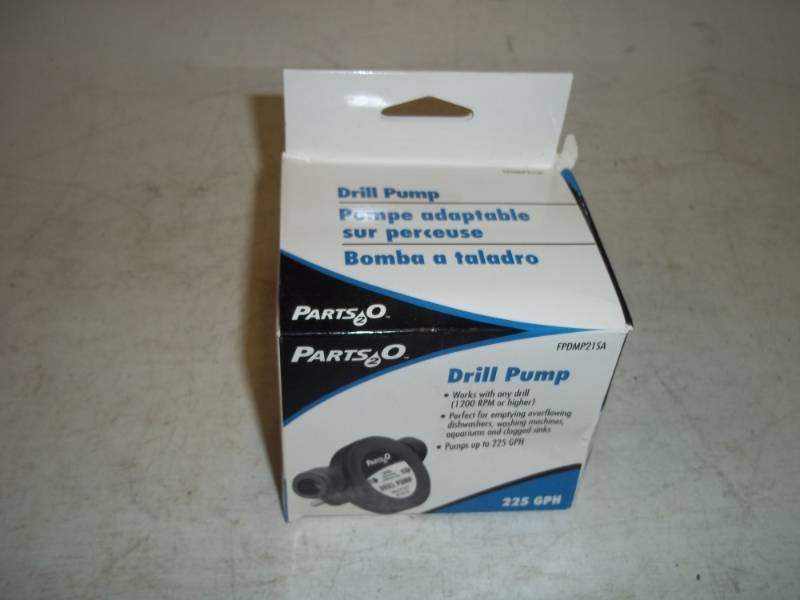 Drill Pump
Pompe adaptable
sur perceuse
Bomba a taladro
PARTS2O™
PARTS2O™
FPDMP21SA
Drill Pump
• Works with any drill
(1200 RPM or higher)
• Perfect for emptying overflowing
dishwashers, washing machines,
aquariums and clogged sinks
• Pumps up to 225 GPH
PARTS2O
DRILL PUMP
225 GPH